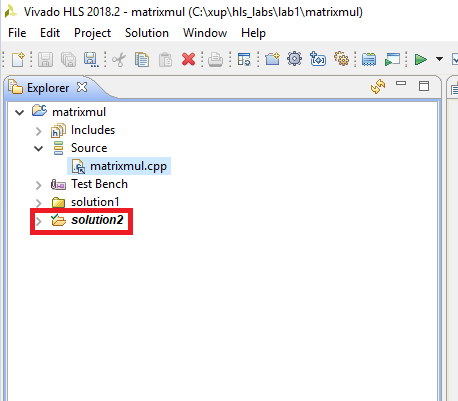 Vivado HLS 2018.2 - matrixmul (C:\xup\hls_labs\lab1\matrixmul)
File Edit Project Solution Window Help
Explorer
matrixmul
Includes
Source
matrixmul.cpp
Test Bench
solution1
solution2